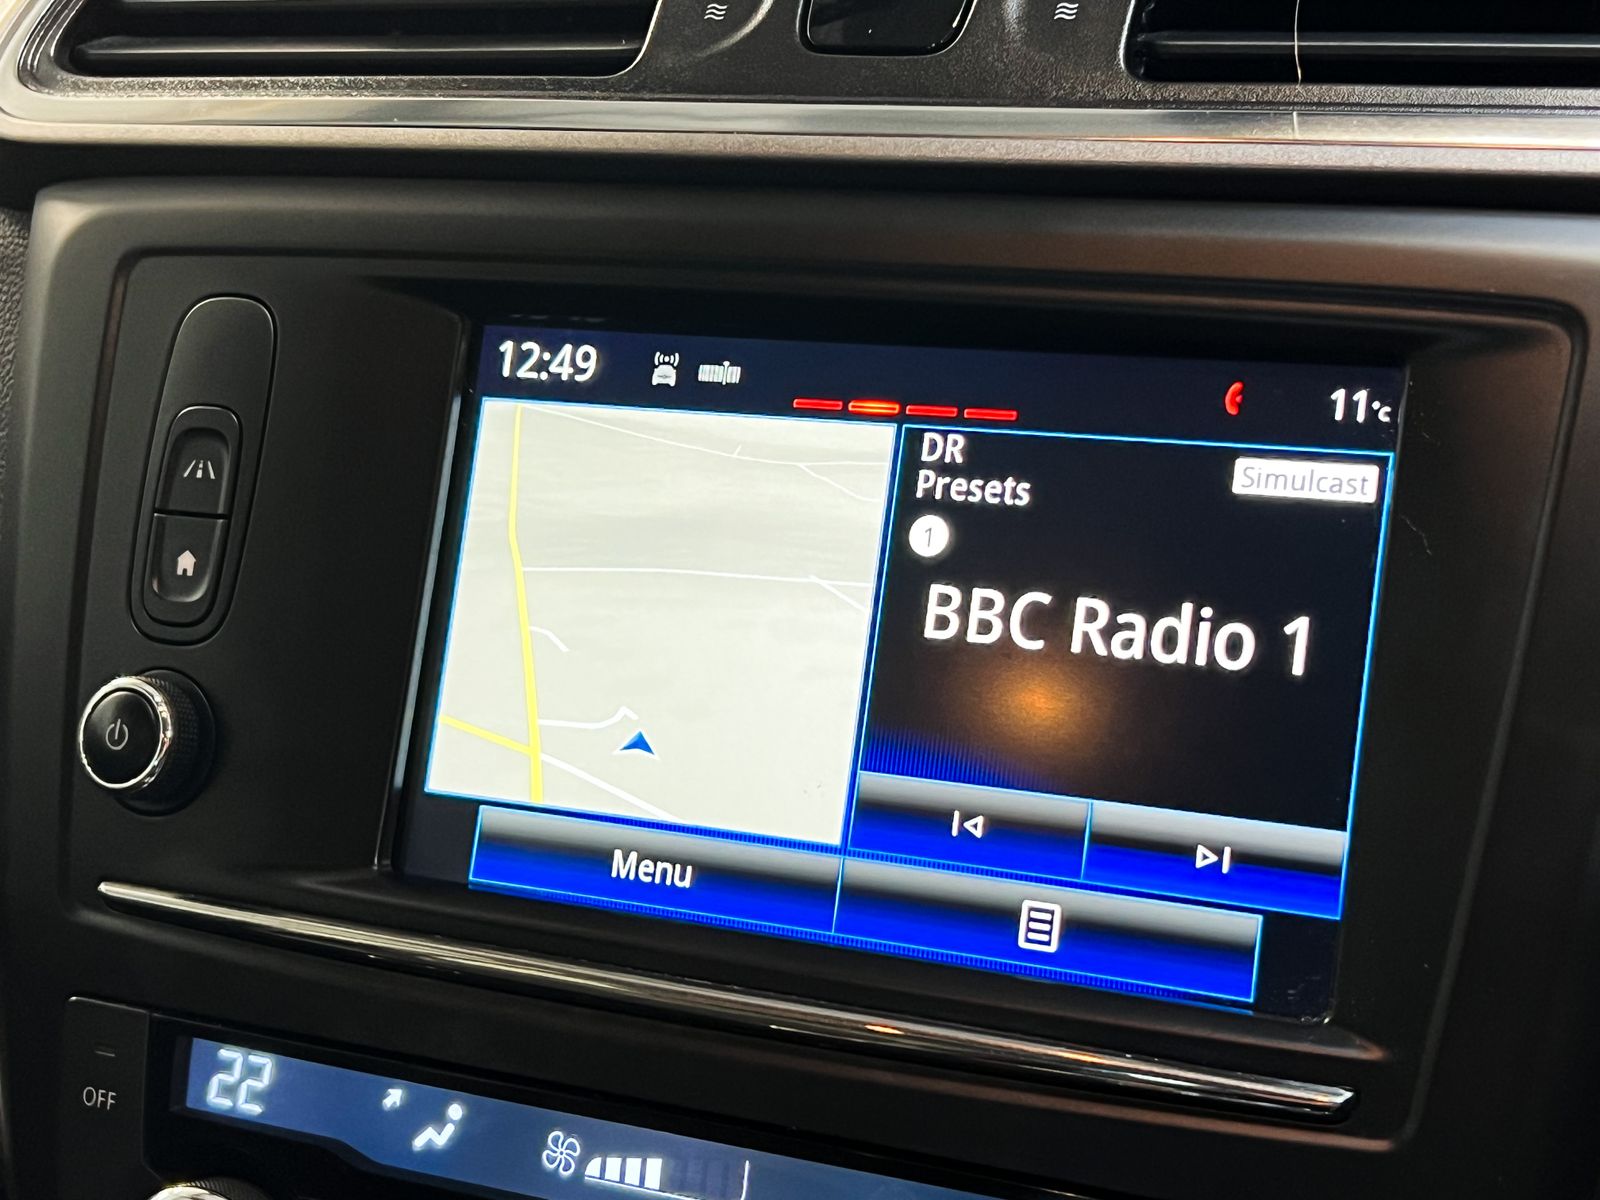 12:49
11°C
DR
Presets
Simulcast
1
BBC Radio 1
Menu
22
OFF